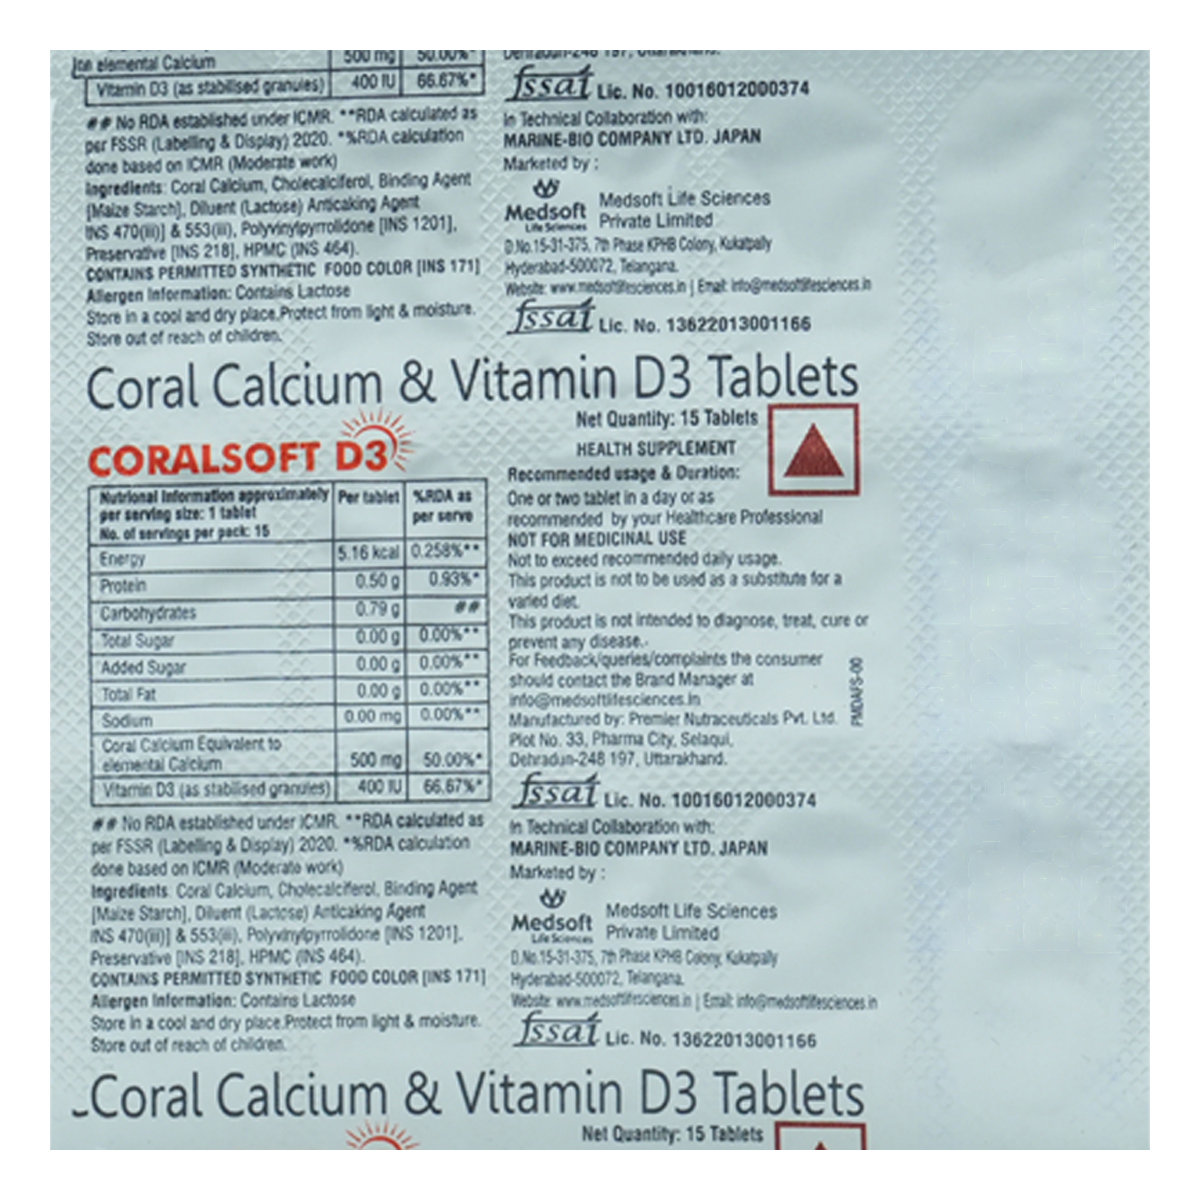 Ion elemental Calcium 500 mg 50.00%*
Vitamin D3 (as stabilised granules) 400 IU 66.67%*
## No RDA established under ICMR. **RDA calculated as
per FSSR (Labelling & Display) 2020. *%RDA calculation
done based on ICMR (Moderate work)
Ingredients: Coral Calcium, Cholecalciferol, Binding Agent
[Maize Starch], Diluent (Lactose) Anticaking Agent
INS 470(iii)] & 553(iii), Polyvinylpyrrolidone [INS 1201],
Preservative [INS 218], HPMC (INS 464).
CONTAINS PERMITTED SYNTHETIC FOOD COLOR [INS 171]
Allergen Information: Contains Lactose
Store in a cool and dry place.Protect from light & moisture.
Store out of reach of children.
Dehradun-248 197, Uttarakhand.
fssai Lic. No. 10016012000374
In Technical Collaboration with:
MARINE-BIO COMPANY LTD. JAPAN
Marketed by :
Medsoft
Life Sciences
Medsoft Life Sciences
Private Limited
D.No.15-31-375, 7th Phase KPHB Colony, Kukatpally
Hyderabad-500072, Telangana.
Website: www.medsoftlifesciences.in | Email: info@medsoftlifesciences.in
fssai Lic. No. 13622013001166
Coral Calcium & Vitamin D3 Tablets
CORALSOFT D3
Nutrional Information approximately per serving size: 1 tablet No. of servings per pack: 15 Per tablet %RDA as per serve
Energy 5.16 kcal 0.258%**
Protein 0.50 g 0.93%*
Carbohydrates 0.79 g ##
Total Sugar 0.00 g 0.00%**
Added Sugar 0.00 g 0.00%**
Total Fat 0.00 g 0.00%**
Sodium 0.00 mg 0.00%**
Coral Calcium Equivalent to
elemental Calcium 500 mg 50.00%*
Vitamin D3 (as stabilised granules) 400 IU 66.67%*
## No RDA established under ICMR. **RDA calculated as
per FSSR (Labelling & Display) 2020. *%RDA calculation
done based on ICMR (Moderate work)
Ingredients: Coral Calcium, Cholecalciferol, Binding Agent
[Maize Starch], Diluent (Lactose) Anticaking Agent
INS 470(iii)] & 553(iii), Polyvinylpyrrolidone [INS 1201],
Preservative [INS 218], HPMC (INS 464).
CONTAINS PERMITTED SYNTHETIC FOOD COLOR [INS 171]
Allergen Information: Contains Lactose
Store in a cool and dry place.Protect from light & moisture.
Store out of reach of children.
Net Quantity: 15 Tablets
HEALTH SUPPLEMENT
Recommended usage & Duration:
One or two tablet in a day or as
recommended by your Healthcare Professional
NOT FOR MEDICINAL USE
Not to exceed recommended daily usage.
This product is not to be used as a substitute for a
varied diet.
This product is not intended to diagnose, treat, cure or
prevent any disease..
For Feedback/queries/complaints the consumer
should contact the Brand Manager at
info@medsoftlifesciences.in
Manufactured by: Premier Nutraceuticals Pvt. Ltd.
Plot No. 33, Pharma City, Selaqui,
Dehradun-248 197, Uttarakhand.
PMDAFS-00
fssai Lic. No. 10016012000374
In Technical Collaboration with:
MARINE-BIO COMPANY LTD. JAPAN
Marketed by :
Medsoft
Life Sciences
Medsoft Life Sciences
Private Limited
D.No.15-31-375, 7th Phase KPHB Colony, Kukatpally
Hyderabad-500072, Telangana.
Website: www.medsoftlifesciences.in | Email: info@medsoftlifesciences.in
fssai Lic. No. 13622013001166
Coral Calcium & Vitamin D3 Tablets
Net Quantity: 15 Tablets